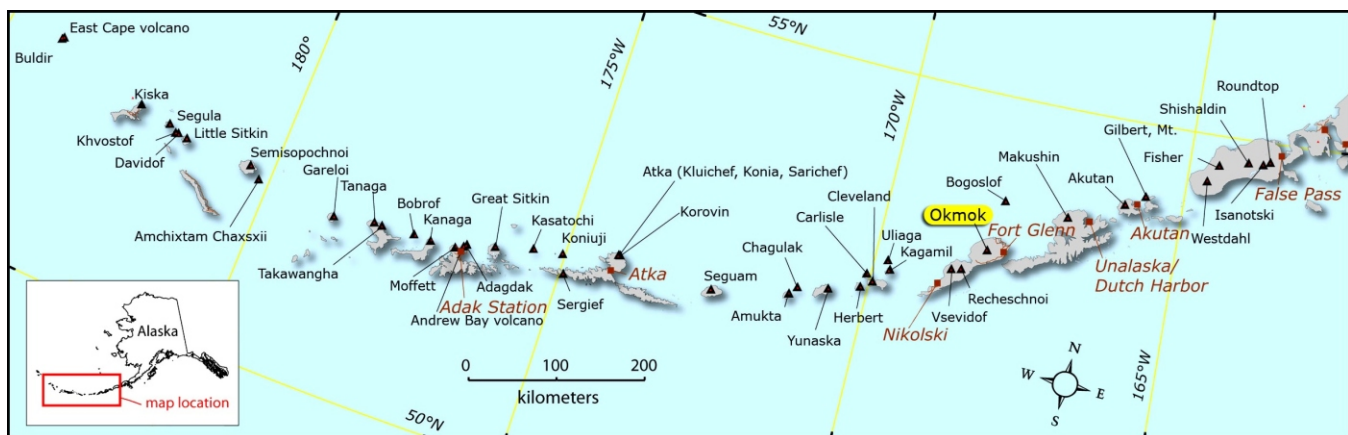 East Cape volcano
Buldir
Kiska
Segula
Khvostof
Little Sitkin
Davidof
Semisopochnoi
Gareloi
Amchixtam Chaxsxii
Tanaga
Bobrof
Kanaga
Takawangha
Moffett
Adagdak
Adak Station
Andrew Bay volcano
Great Sitkin
Kasatochi
Koniuji
Sergief
Atka (Kluichef, Konia, Sarichef)
Korovin
Atka
Seguam
Chagulak
Amukta
Yunaska
Herbert
Carlisle
Cleveland
Uliaga
Kagamil
Bogoslof
Okmok
Fort Glenn
Nikolski
Vsevidof
Recheschnoi
Makushin
Unalaska/
Dutch Harbor
Akutan
Akutan
Gilbert, Mt.
Fisher
Shishaldin
Roundtop
False Pass
Isanotski
Westdahl
180°
175°W
170°W
165°W
55°N
50°N
0 100 200
kilometers
N
W
E
S
Alaska
map location